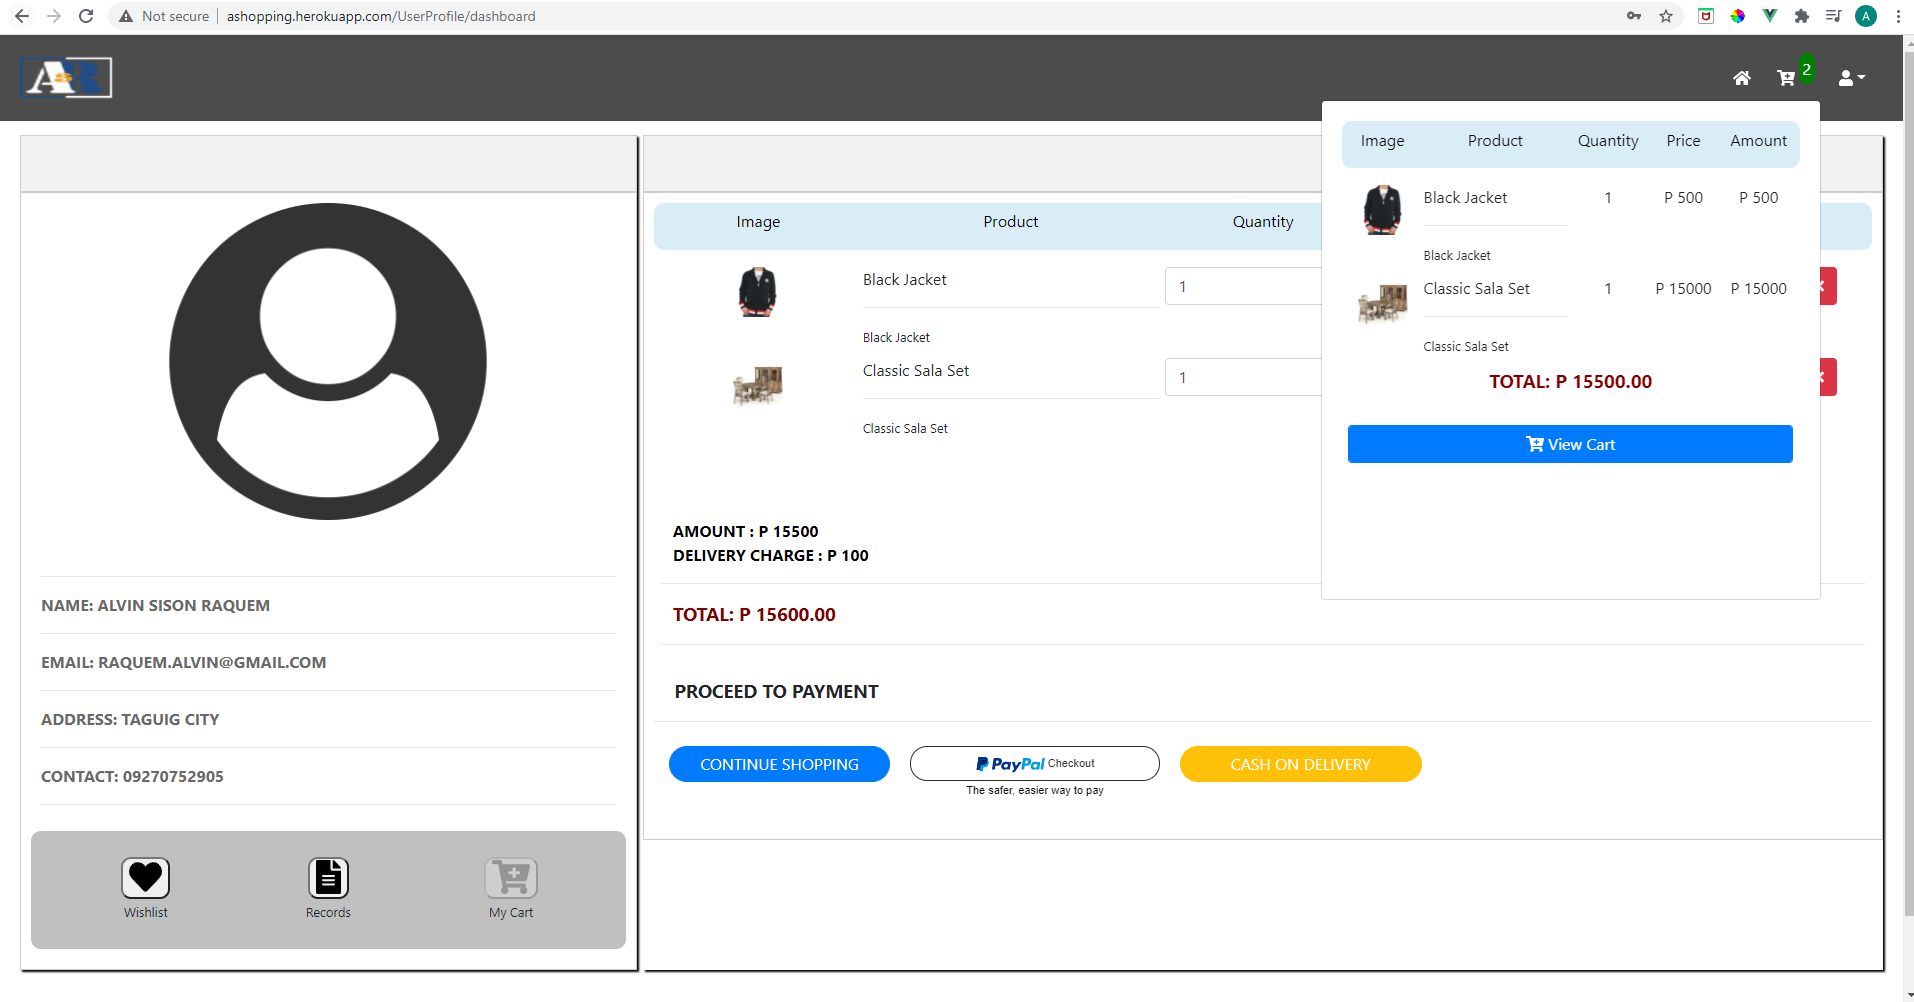 Not secure
ashopping.herokuapp.com/UserProfile/dashboard
A
ASR
2
Image Product Quantity Price Amount
Black Jacket 1 P 500 P 500
Black Jacket
Classic Sala Set 1 P 15000 P 15000
Classic Sala Set
TOTAL: P 15500.00
View Cart
NAME: ALVIN SISON RAQUEM
EMAIL: RAQUEM.ALVIN@GMAIL.COM
ADDRESS: TAGUIG CITY
CONTACT: 09270752905
Wishlist Records My Cart
Image Product Quantity
Black Jacket 1
Black Jacket
Classic Sala Set 1
Classic Sala Set
AMOUNT : P 15500
DELIVERY CHARGE : P 100
TOTAL: P 15600.00
PROCEED TO PAYMENT
CONTINUE SHOPPING
PayPal Checkout
The safer, easier way to pay
CASH ON DELIVERY